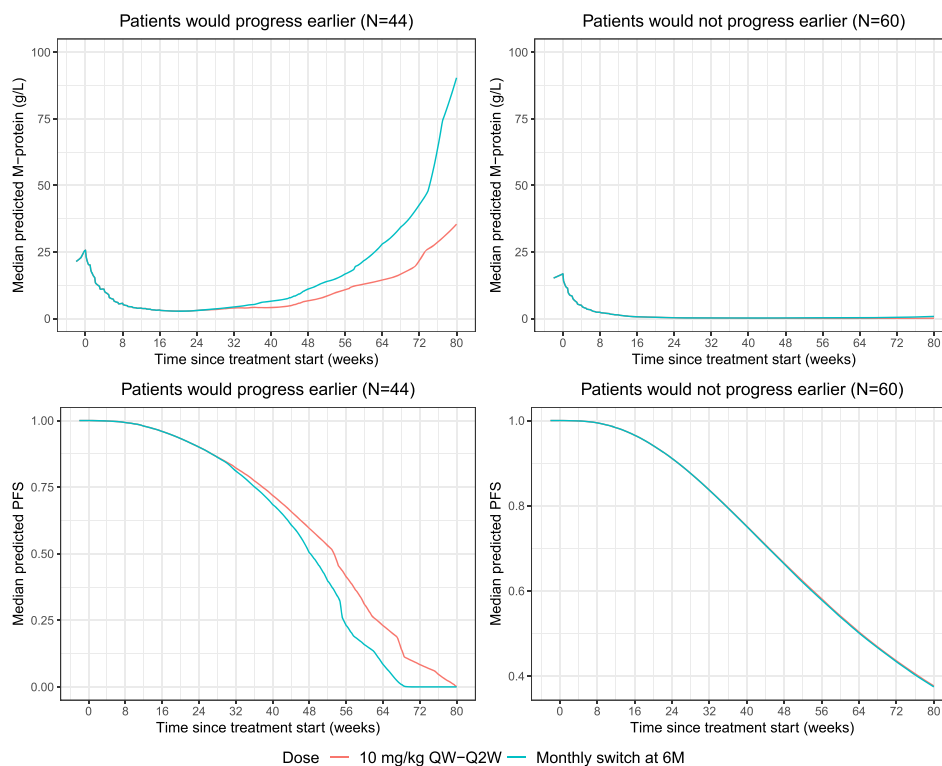 Patients would progress earlier (N=44)
Patients would not progress earlier (N=60)
Median predicted M−protein (g/L)
100
75
50
25
0
0 8 16 24 32 40 48 56 64 72 80
Time since treatment start (weeks)
Median predicted M−protein (g/L)
100
75
50
25
0
0 8 16 24 32 40 48 56 64 72 80
Time since treatment start (weeks)
Patients would progress earlier (N=44)
Patients would not progress earlier (N=60)
Median predicted PFS
1.00
0.75
0.50
0.25
0.00
0 8 16 24 32 40 48 56 64 72 80
Time since treatment start (weeks)
Median predicted PFS
1.0
0.8
0.6
0.4
0 8 16 24 32 40 48 56 64 72 80
Time since treatment start (weeks)
Dose 10 mg/kg QW−Q2W Monthly switch at 6M